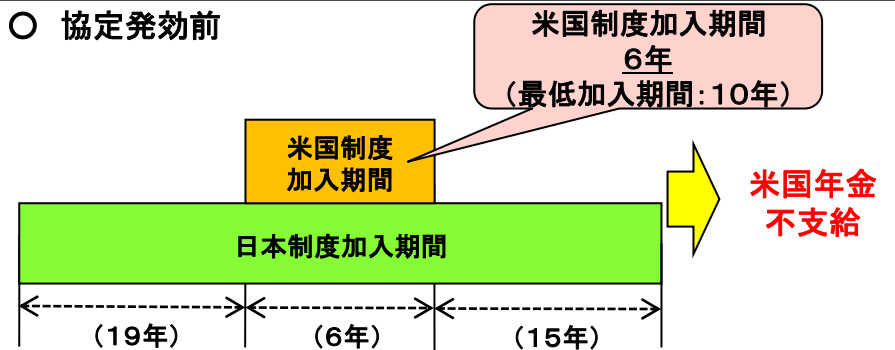 ○ 協定発効前
米国制度加入期間
６年
（最低加入期間：１０年）
米国制度
加入期間
米国年金
不支給
日本制度加入期間
（１９年）
（６年）
（１５年）